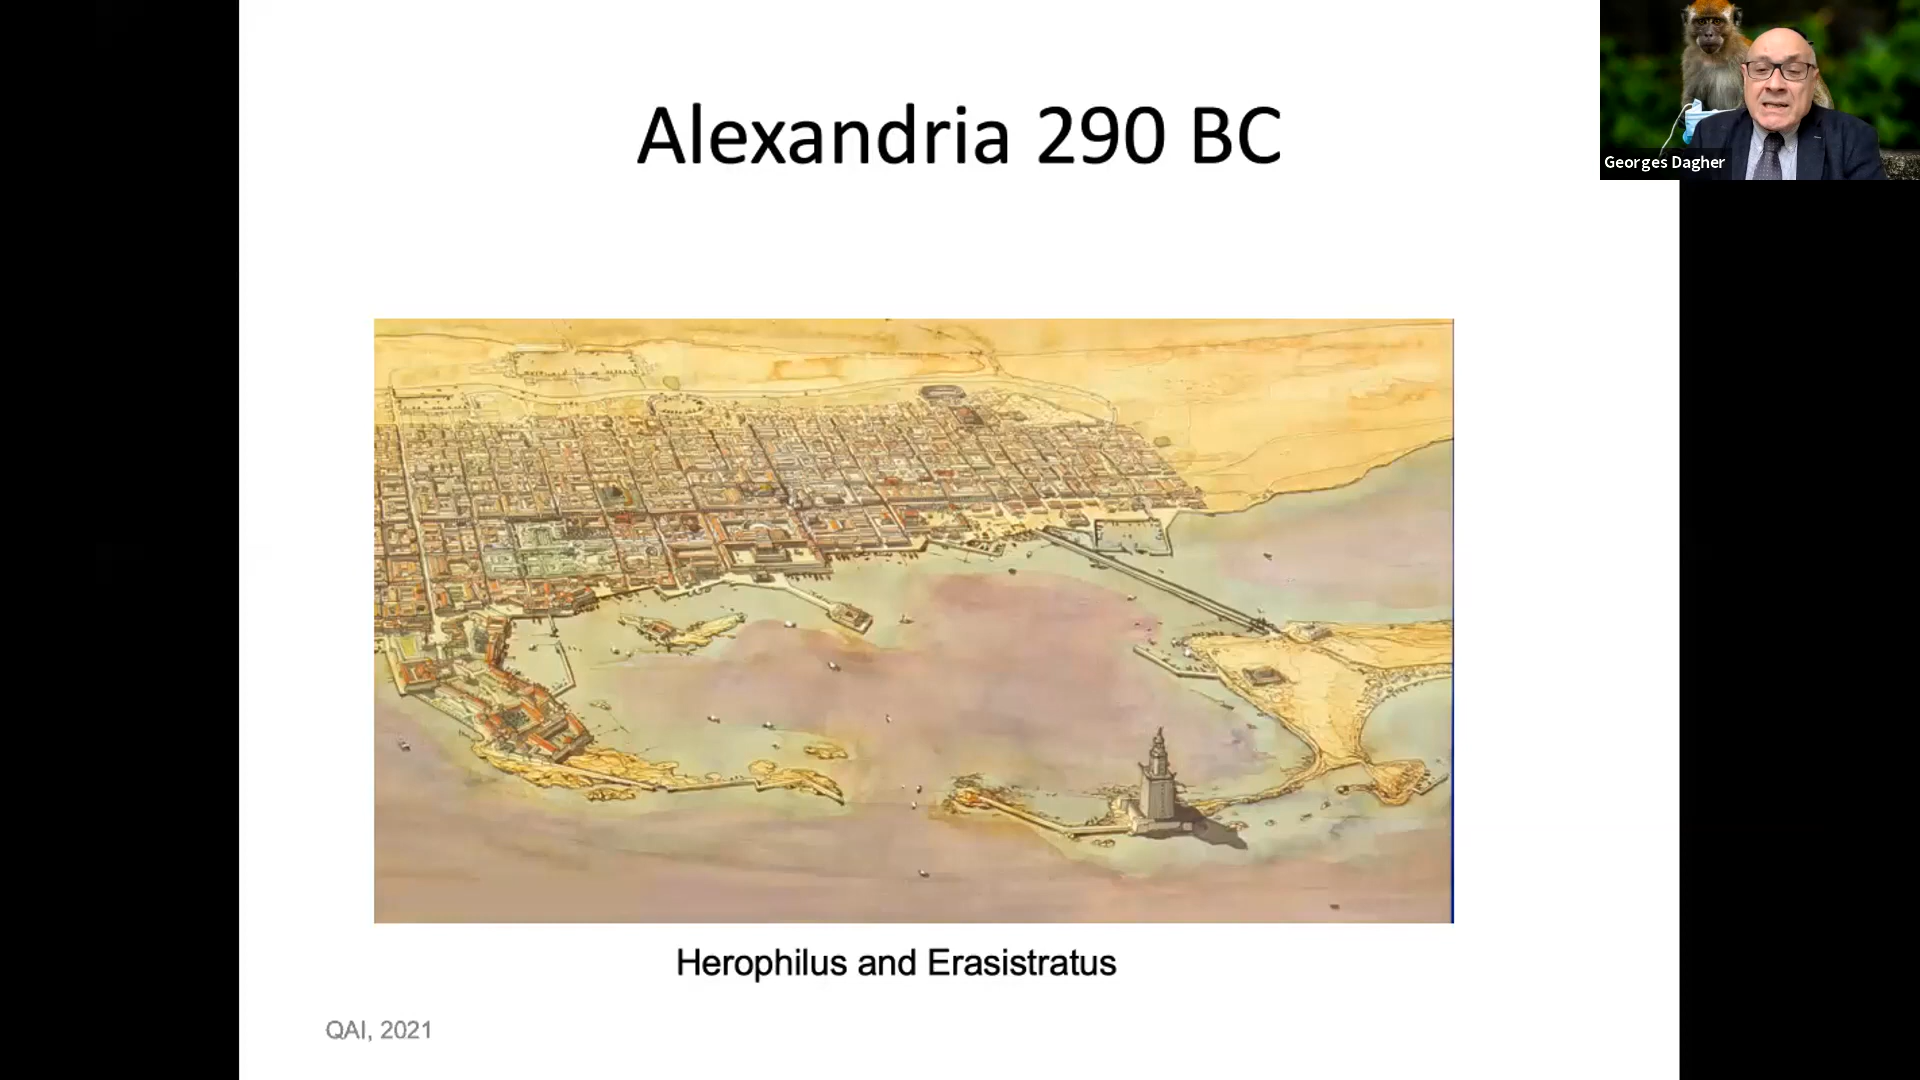 Alexandria 290 BC
Georges Dagher
Herophilus and Erasistratus
QAI, 2021